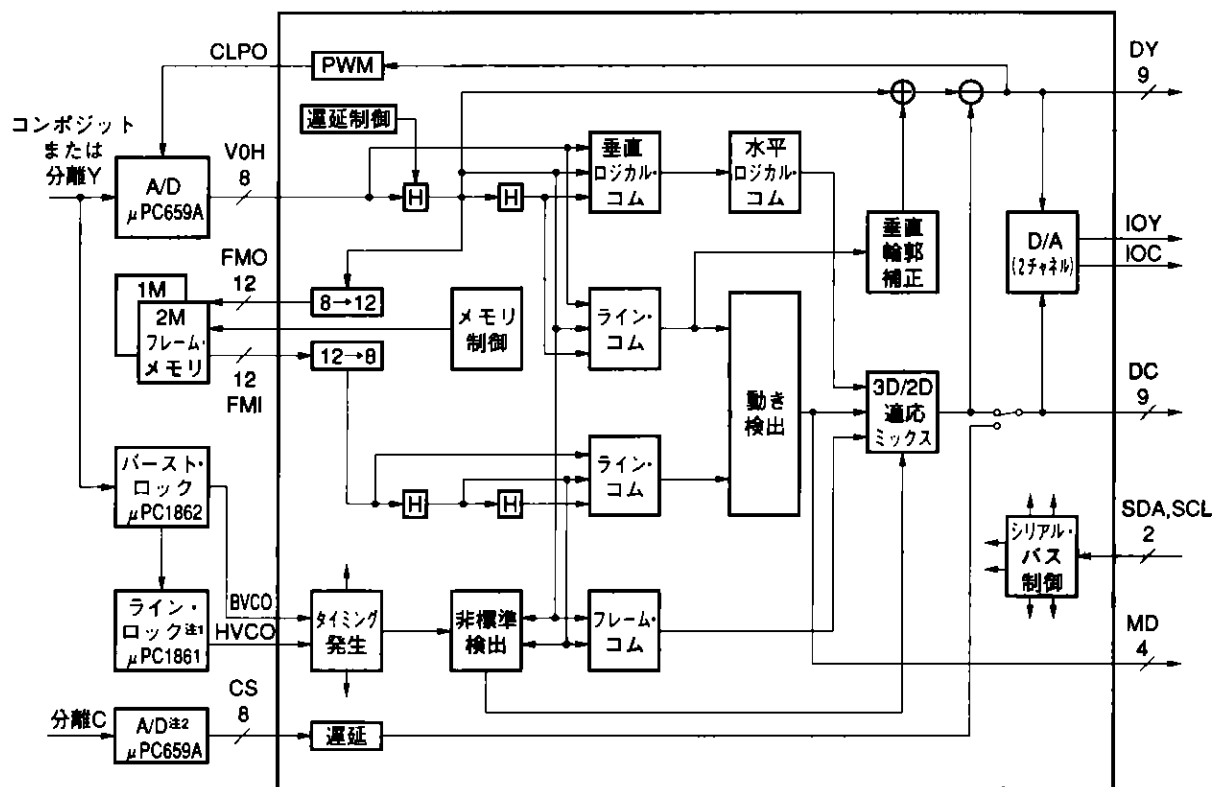 CLPO
PWM
DY
9
コンポジット
または
分離Y
遅延制御
V0H
8
A/D
μPC659A
H
H
垂直
ロジカル・
コム
水平
ロジカル・
コム
垂直
輪郭
補正
D/A
(2チャネル)
IOY
IOC
FMO
12
1M
2M
フレーム・
メモリ
8→12
12→8
12
FMI
メモリ
制御
ライン・
コム
動き
検出
3D/2D
適応
ミックス
DC
9
バースト・
ロック
μPC1862
H
H
ライン・
コム
シリアル・
バス
制御
SDA,SCL
2
ライン・
ロック注1
μPC1861
BVCO
HVCO
タイミング
発生
非標準
検出
フレーム・
コム
MD
4
分離C
A/D注2
μPC659A
CS
8
遅延